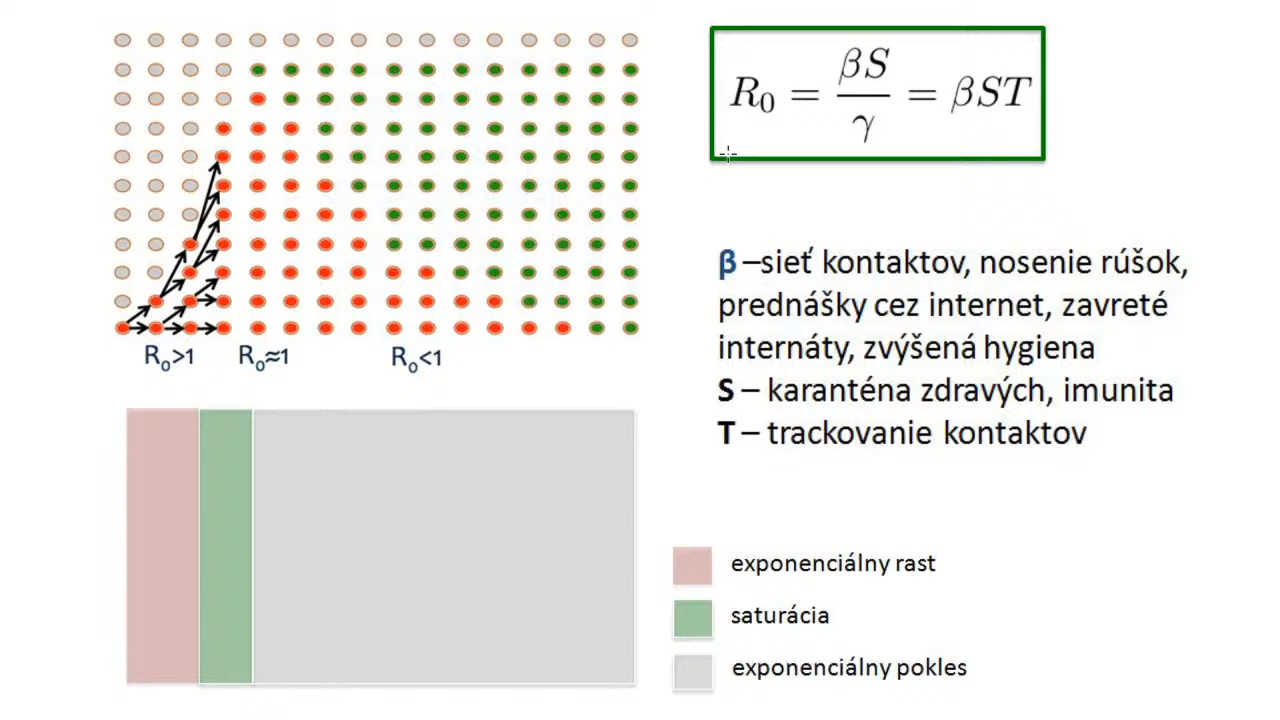 R₀ = βS/γ = βST
β –sieť kontaktov, nosenie rúšok,
prednášky cez internet, zavreté
internáty, zvýšená hygiena
S – karanténa zdravých, imunita
T – trackovanie kontaktov
R₀>1 R₀≈1 R₀<1
exponenciálny rast
saturácia
exponenciálny pokles